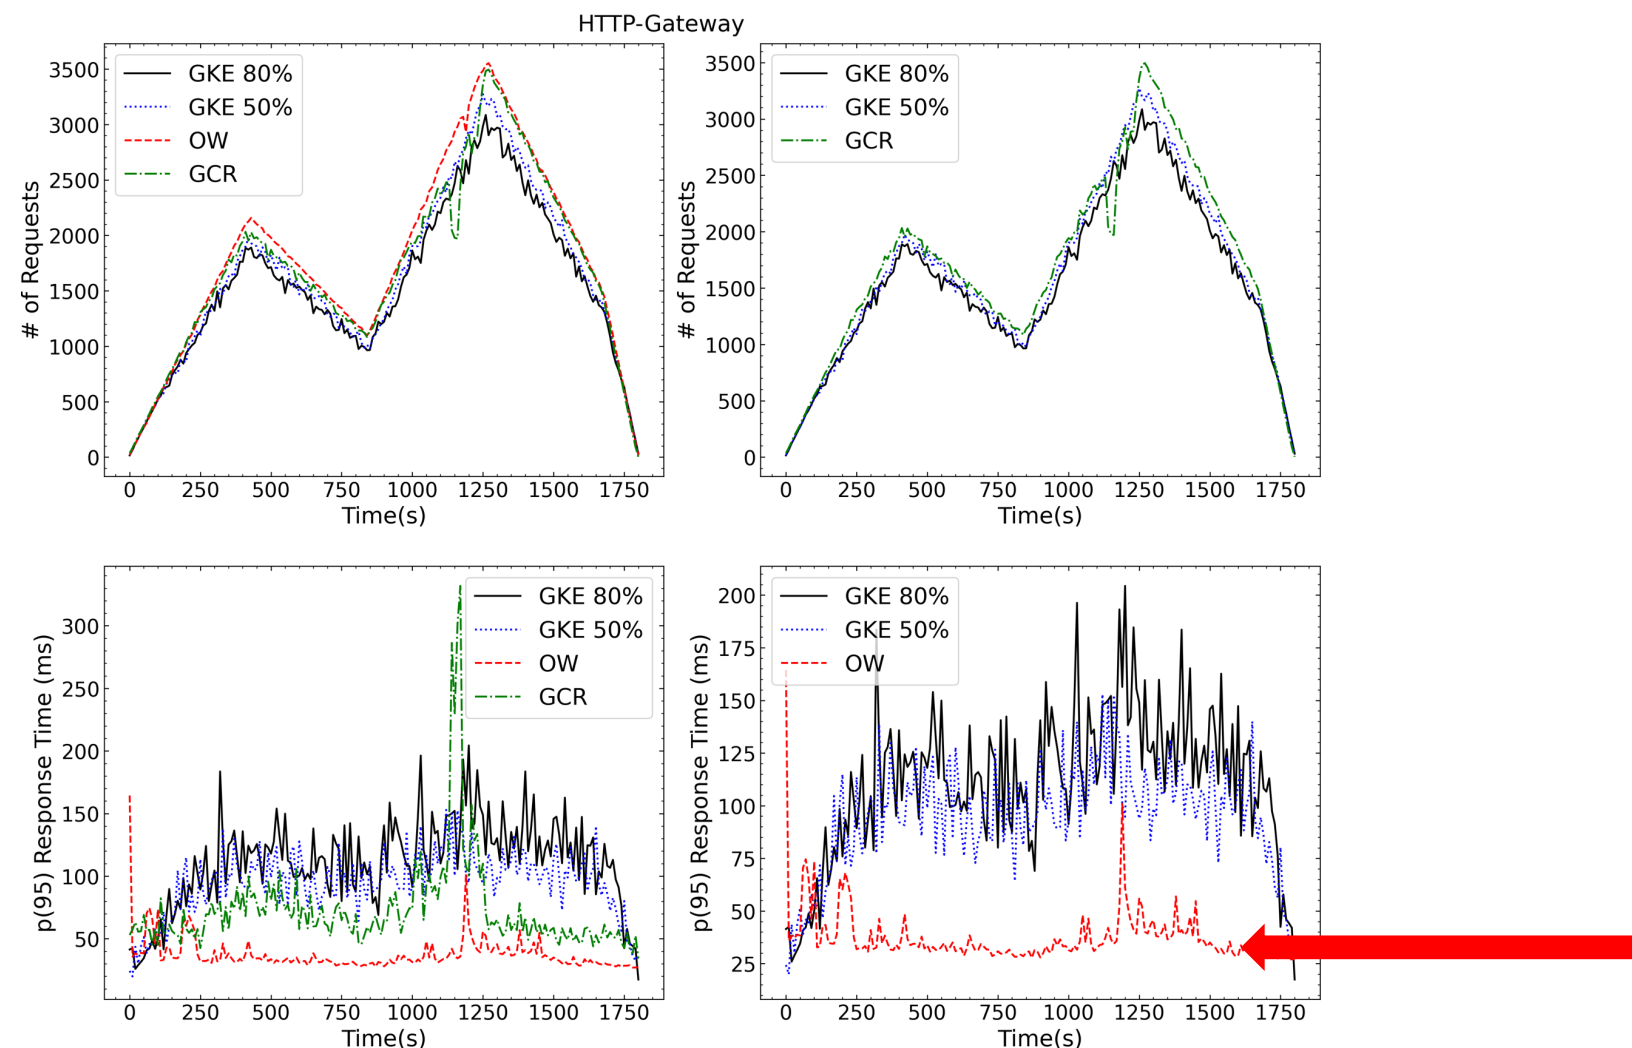 HTTP-Gateway
GKE 80%
GKE 50%
OW
GCR
# of Requests
3500
3000
2500
2000
1500
1000
500
0
0 250 500 750 1000 1250 1500 1750
Time(s)
GKE 80%
GKE 50%
GCR
# of Requests
3500
3000
2500
2000
1500
1000
500
0
0 250 500 750 1000 1250 1500 1750
Time(s)
GKE 80%
GKE 50%
OW
GCR
p(95) Response Time (ms)
300
250
200
150
100
50
0 250 500 750 1000 1250 1500 1750
Time(s)
GKE 80%
GKE 50%
OW
p(95) Response Time (ms)
200
175
150
125
100
75
50
25
0 250 500 750 1000 1250 1500 1750
Time(s)